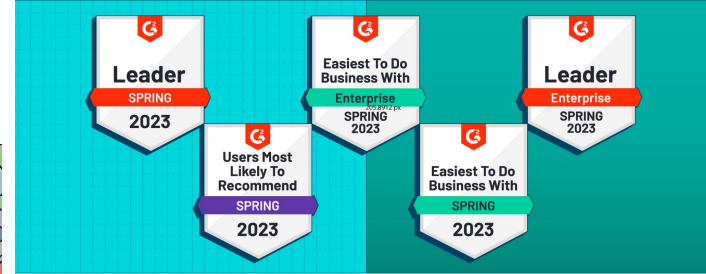 G2
Leader
SPRING
2023
G2
Users Most
Likely To
Recommend
SPRING
2023
G2
Easiest To Do
Business With
Enterprise
205.8912 px
SPRING
2023
G2
Easiest To Do
Business With
SPRING
2023
G2
Leader
Enterprise
SPRING
2023